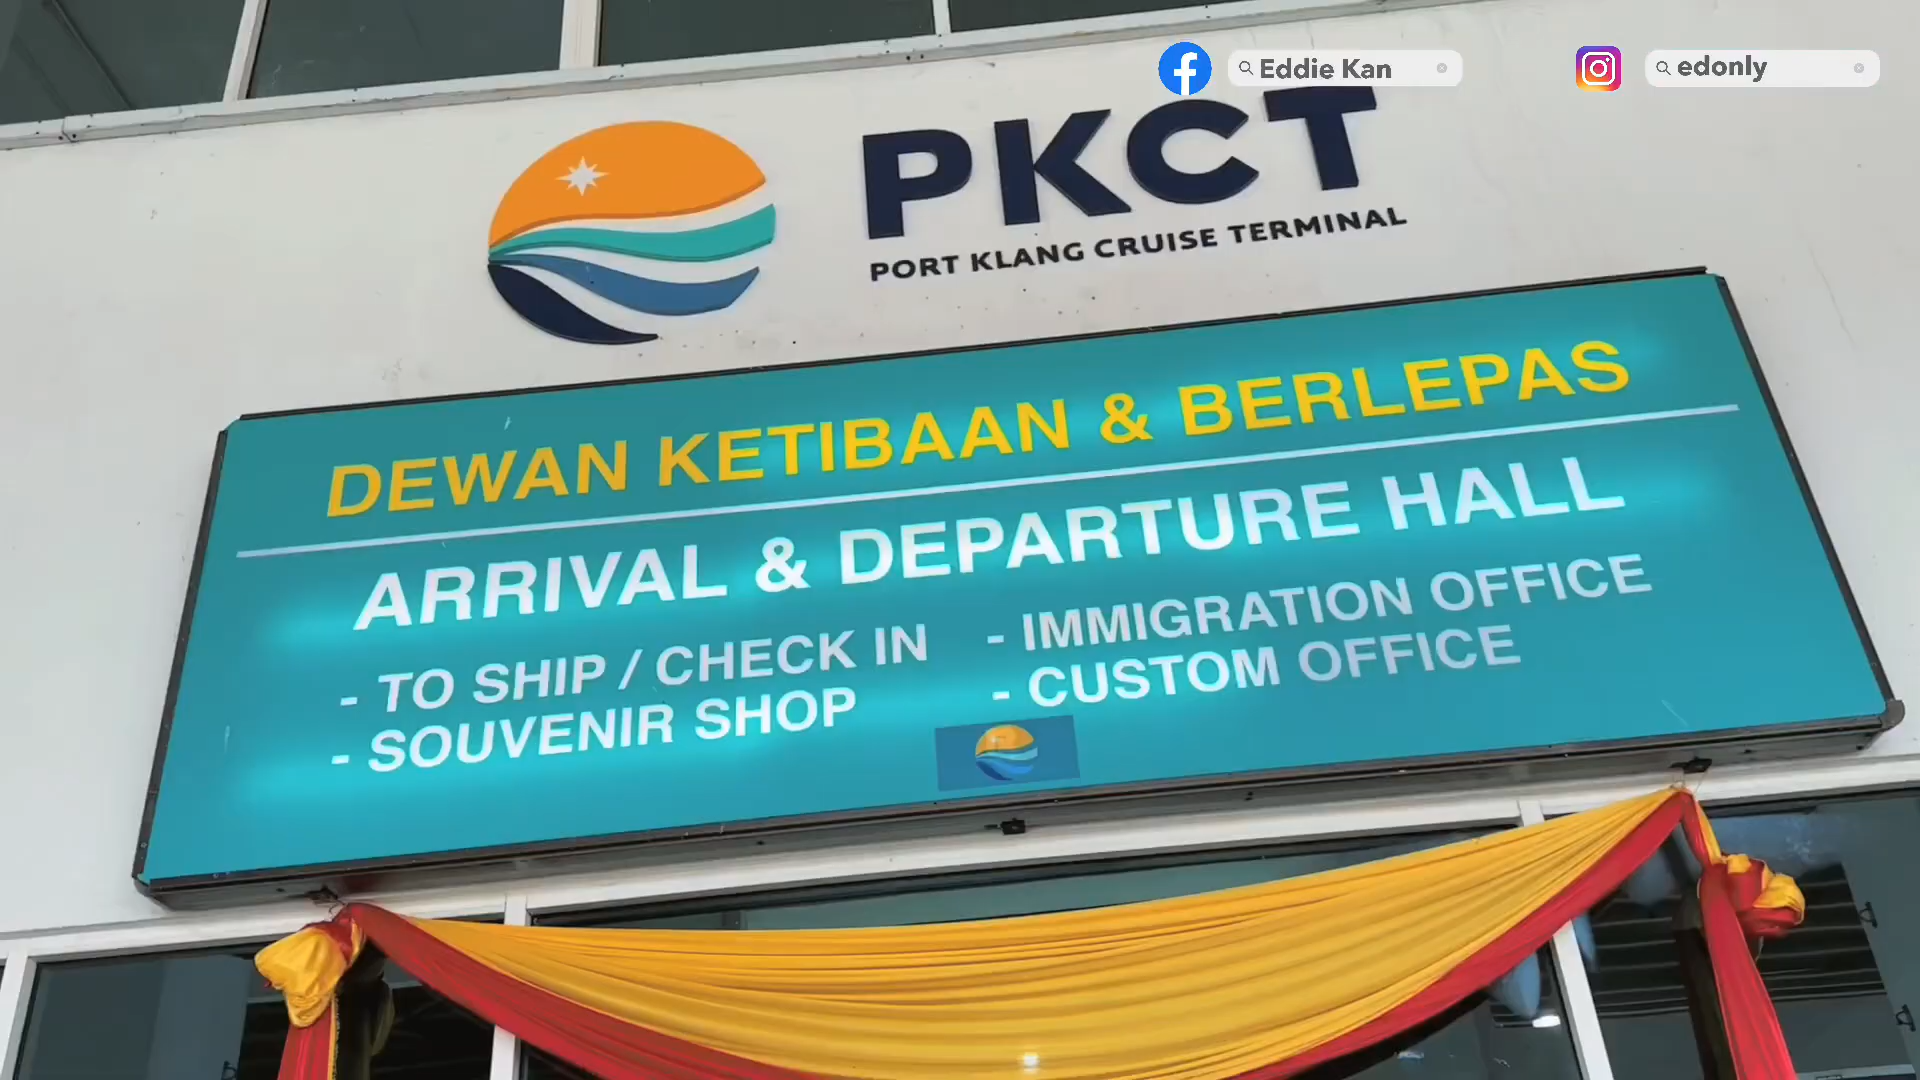 Eddie Kan
edonly
PKCT
PORT KLANG CRUISE TERMINAL
DEWAN KETIBAAN & BERLEPAS
ARRIVAL & DEPARTURE HALL
- TO SHIP / CHECK IN
- SOUVENIR SHOP
- IMMIGRATION OFFICE
- CUSTOM OFFICE